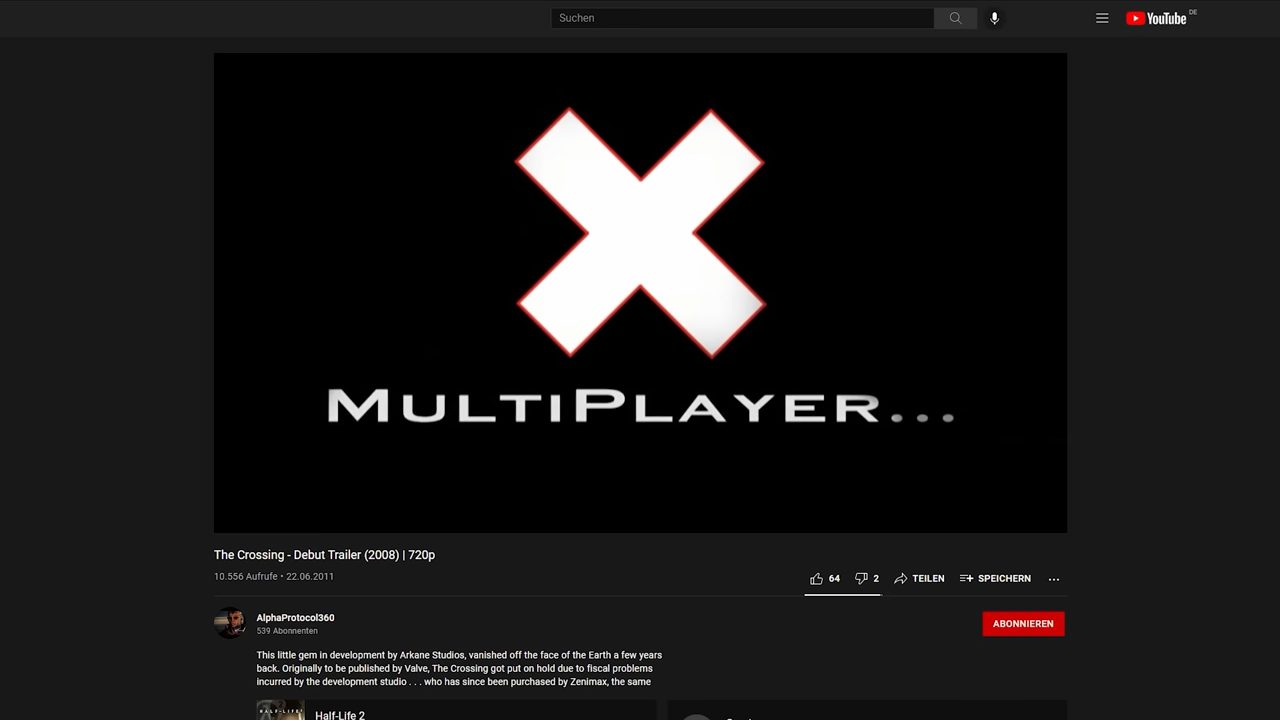 Suchen
YouTube DE
MULTIPLAYER...
The Crossing - Debut Trailer (2008) | 720p
10.556 Aufrufe • 22.06.2011
64
2
TEILEN
SPEICHERN
...
AlphaProtocol360
539 Abonnenten
ABONNIEREN
This little gem in development by Arkane Studios, vanished off the face of the Earth a few years
back. Originally to be published by Valve, The Crossing got put on hold due to fiscal problems
incurred by the development studio . . . who has since been purchased by Zenimax, the same
HALF-LIFE
Half-Life 2